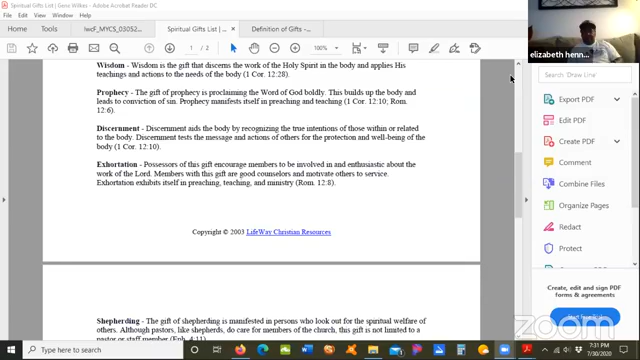 Spiritual Gifts List - Gens Wilkes - Adobe Acrobat Reader DC
File Edit View Window Help
Home Tools Spiritual Gifts List ... × Definition of Gifts - ...
1 / 2 100%
elizabeth henn...
Wisdom - Wisdom is the gift that discerns the work of the Holy Spirit in the body and applies His
teachings and actions to the needs of the body (1 Cor. 12:28).
Prophecy - The gift of prophecy is proclaiming the Word of God boldly. This builds up the body and
leads to conviction of sin. Prophecy manifests itself in preaching and teaching (1 Cor. 12:10; Rom.
12:6).
Discernment - Discernment aids the body by recognizing the true intentions of those within or related
to the body. Discernment tests the message and actions of others for the protection and well-being of the
body (1 Cor. 12:10).
Exhortation - Possessors of this gift encourage members to be involved in and enthusiastic about the
work of the Lord. Members with this gift are good counselors and motivate others to service.
Exhortation exhibits itself in preaching, teaching, and ministry (Rom. 12:8).
Copyright © 2003 LifeWay Christian Resources
Shepherding - The gift of shepherding is manifested in persons who look out for the spiritual welfare of
others. Although pastors, like shepherds, do care for members of the church, this gift is not limited to a
pastor or staff member (Eph. 4:11).
Search 'Draw Line'
Export PDF
Edit PDF
Create PDF
Comment
Combine Files
Organize Pages
Redact
Protect
Create, edit and sign PDF
forms & agreements
zoom
Type here to search
7:31 PM
7/30/2020